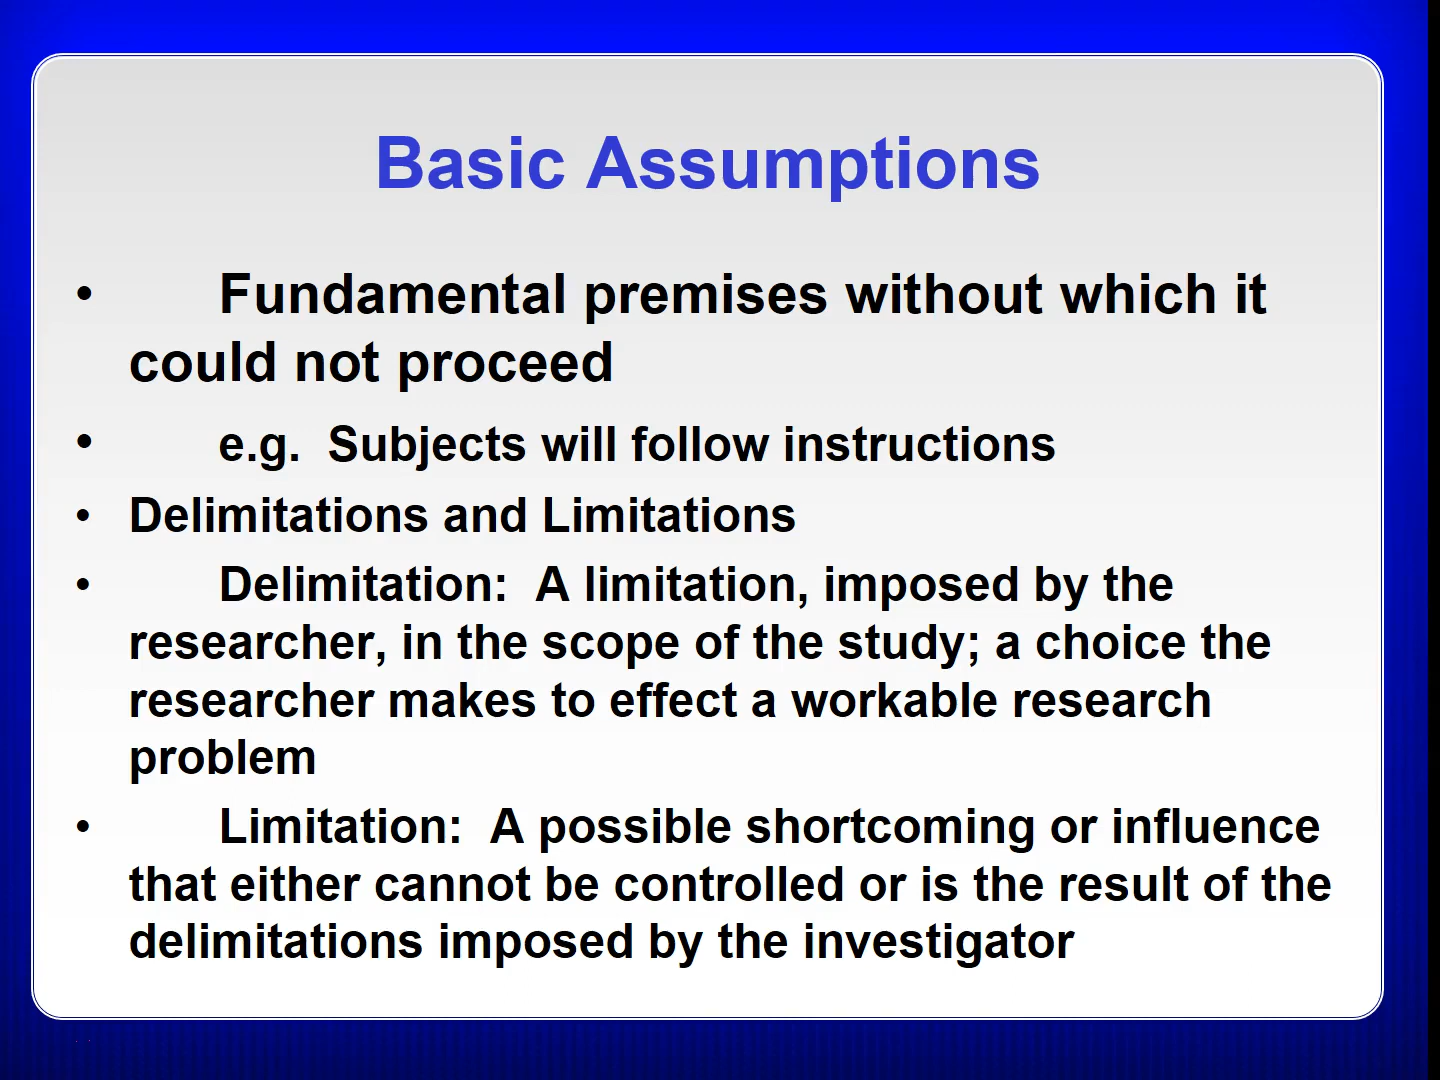 Basic Assumptions
• Fundamental premises without which it
could not proceed
• e.g. Subjects will follow instructions
• Delimitations and Limitations
• Delimitation: A limitation, imposed by the
researcher, in the scope of the study; a choice the
researcher makes to effect a workable research
problem
• Limitation: A possible shortcoming or influence
that either cannot be controlled or is the result of the
delimitations imposed by the investigator